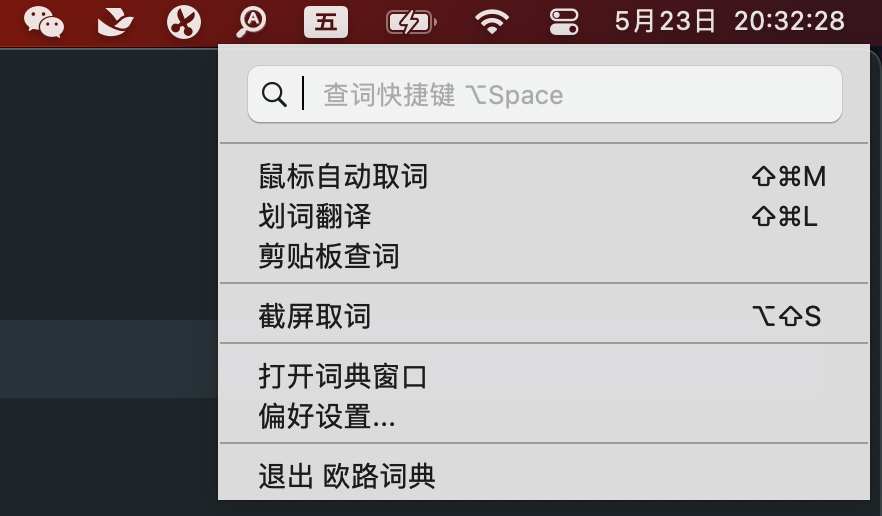 五 5月23日 20:32:28
查词快捷键 ⌥Space
鼠标自动取词 ⇧⌘M
划词翻译 ⇧⌘L
剪贴板查词
截屏取词 ⌥⇧S
打开词典窗口
偏好设置...
退出 欧路词典